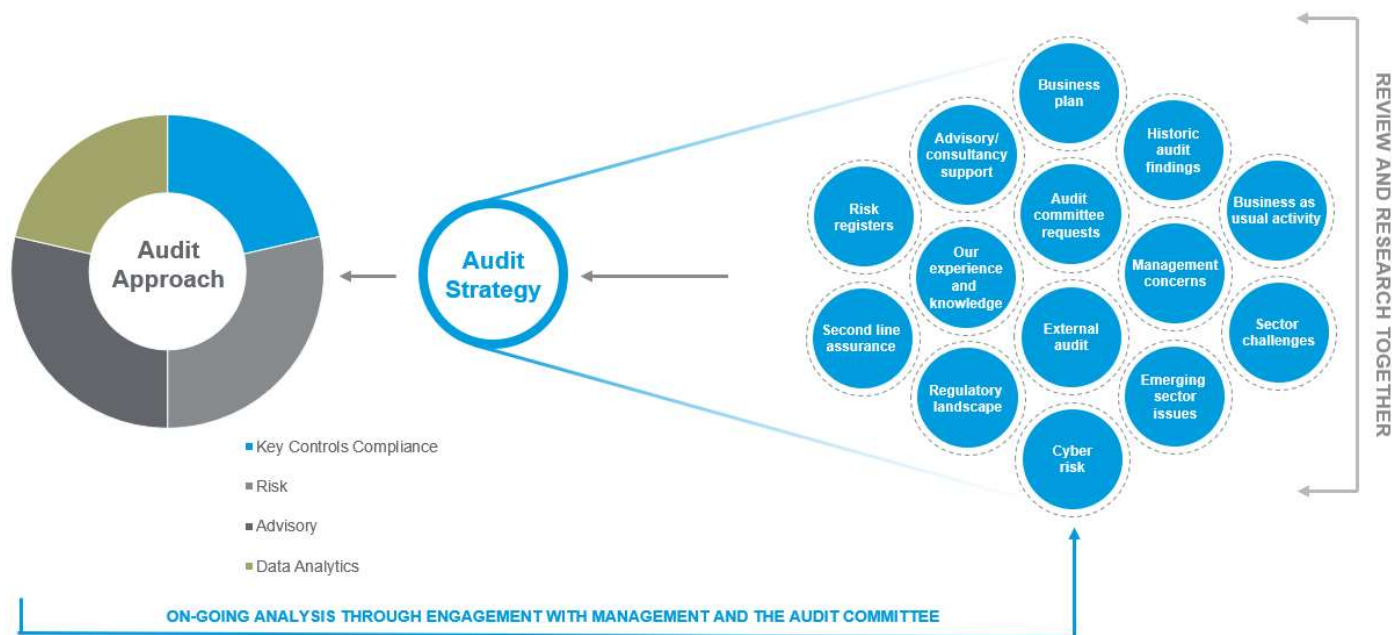 Audit
Approach
Key Controls Compliance
Risk
Advisory
Data Analytics
Audit
Strategy
Business
plan
Advisory/
consultancy
support
Historic
audit
findings
Risk
registers
Audit
committee
requests
Business as
usual activity
Our
experience
and
knowledge
Management
concerns
Second line
assurance
External
audit
Sector
challenges
Regulatory
landscape
Emerging
sector
issues
Cyber
risk
REVIEW AND RESEARCH TOGETHER
ON-GOING ANALYSIS THROUGH ENGAGEMENT WITH MANAGEMENT AND THE AUDIT COMMITTEE